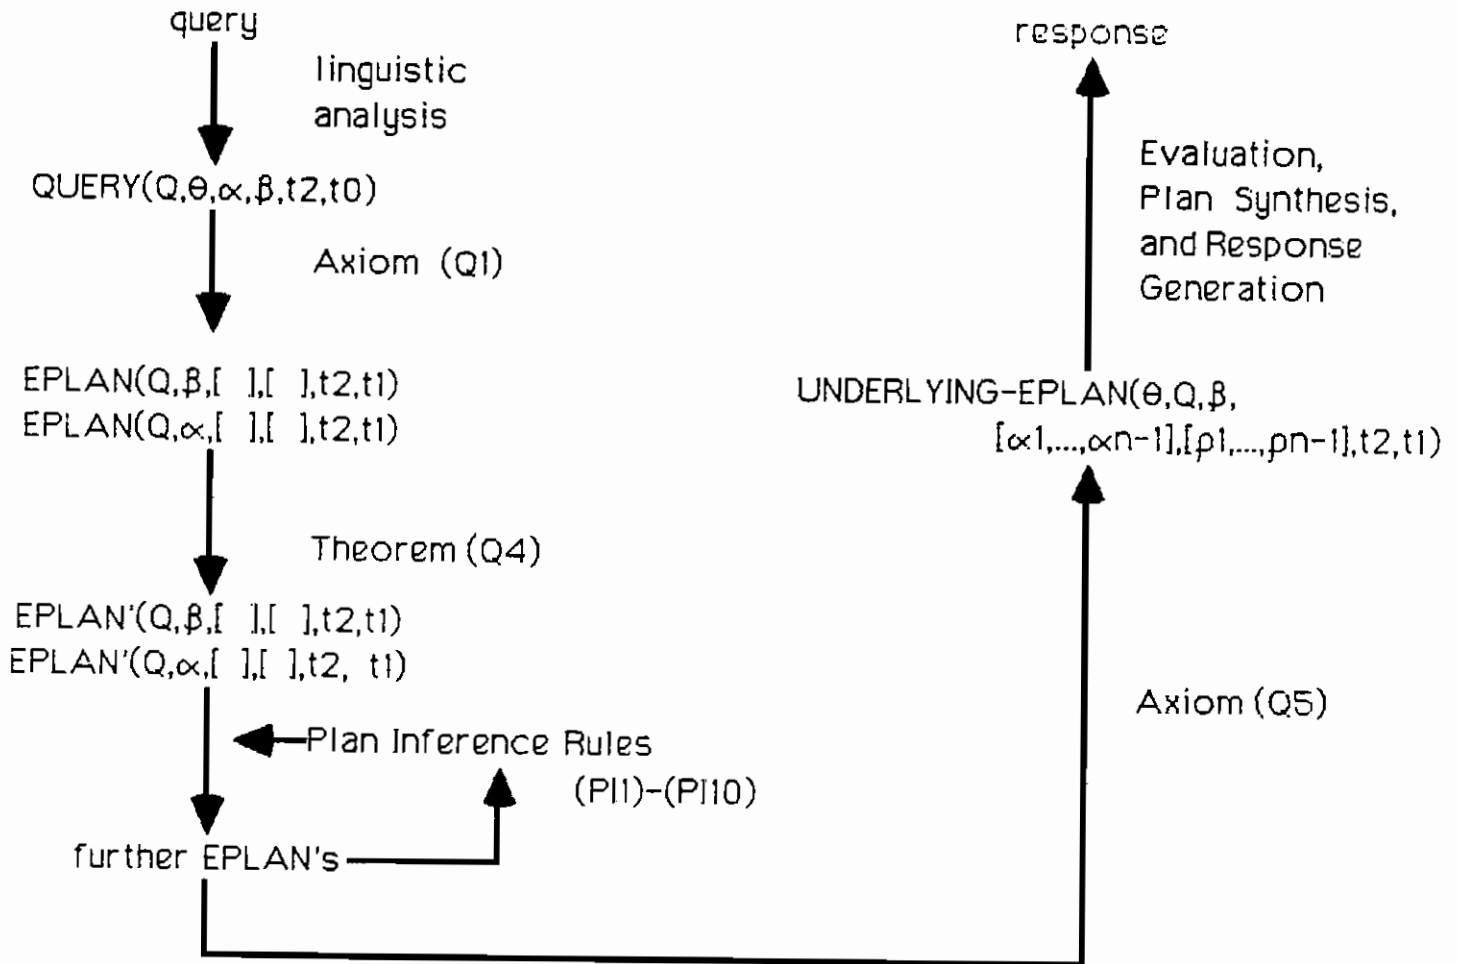 query
linguistic
analysis
QUERY(Q,θ,α,β,t2,t0)
Axiom (Q1)
EPLAN(Q,β,[ ],[ ],t2,t1)
EPLAN(Q,α,[ ],[ ],t2,t1)
Theorem (Q4)
EPLAN'(Q,β,[ ],[ ],t2,t1)
EPLAN'(Q,α,[ ],[ ],t2, t1)
Plan Inference Rules
(PI1)-(PI10)
further EPLAN's
response
Evaluation,
Plan Synthesis,
and Response
Generation
UNDERLYING-EPLAN(θ,Q,β,
[α1,...,αn-1],[ρ1,...,ρn-1],t2,t1)
Axiom (Q5)